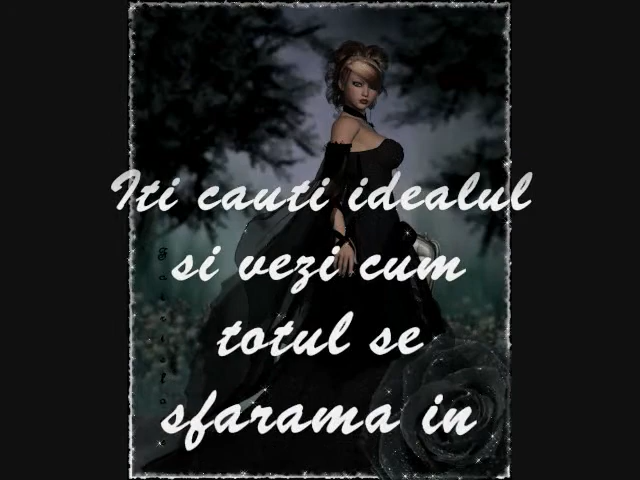 Iti cauti idealul
si vezi cum
totul se
sfarama in